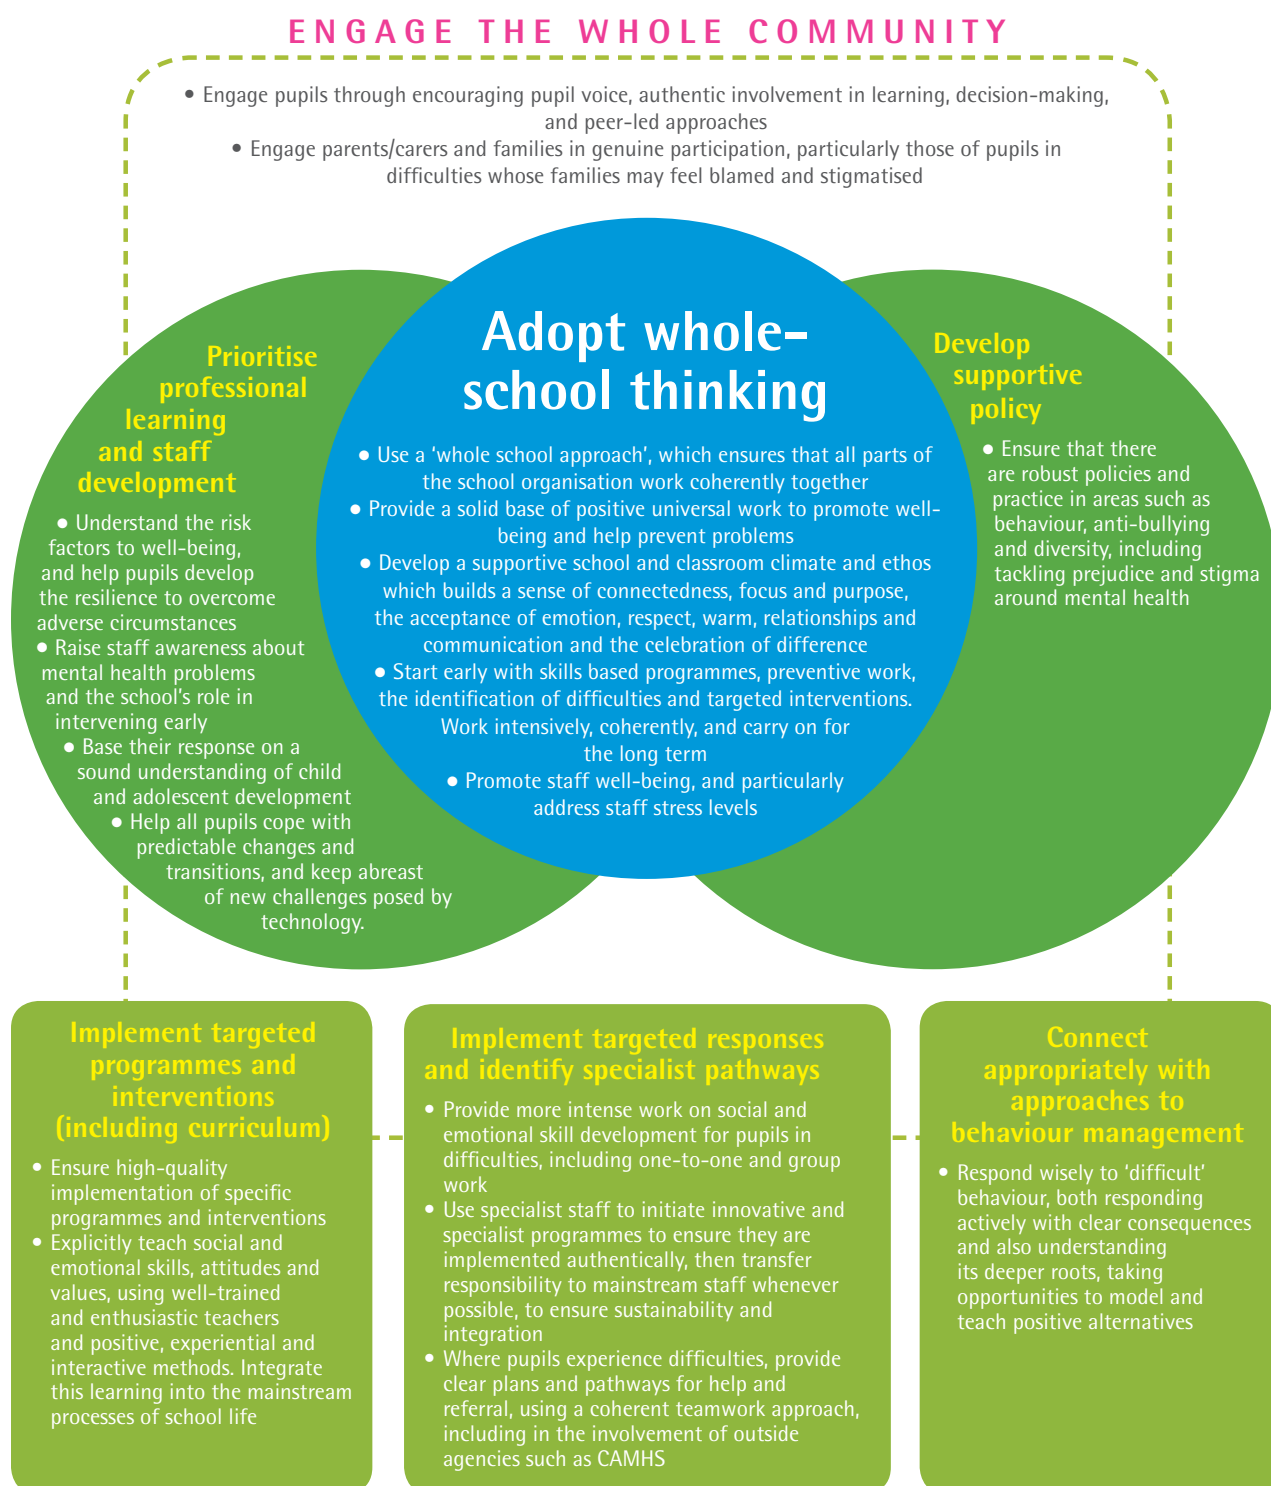 ENGAGE THE WHOLE COMMUNITY
• Engage pupils through encouraging pupil voice, authentic involvement in learning, decision-making,
and peer-led approaches
• Engage parents/carers and families in genuine participation, particularly those of pupils in
difficulties whose families may feel blamed and stigmatised
Prioritise
professional
learning
and staff
development
• Understand the risk
factors to well-being,
and help pupils develop
the resilience to overcome
adverse circumstances
• Raise staff awareness about
mental health problems
and the school's role in
intervening early
• Base their response on a
sound understanding of child
and adolescent development
• Help all pupils cope with
predictable changes and
transitions, and keep abreast
of new challenges posed by
technology.
Adopt whole-
school thinking
• Use a ‘whole school approach’, which ensures that all parts of
the school organisation work coherently together
• Provide a solid base of positive universal work to promote well-
being and help prevent problems
• Develop a supportive school and classroom climate and ethos
which builds a sense of connectedness, focus and purpose,
the acceptance of emotion, respect, warm, relationships and
communication and the celebration of difference
• Start early with skills based programmes, preventive work,
the identification of difficulties and targeted interventions.
Work intensively, coherently, and carry on for
the long term
• Promote staff well-being, and particularly
address staff stress levels
Develop
supportive
policy
• Ensure that there
are robust policies and
practice in areas such as
behaviour, anti-bullying
and diversity, including
tackling prejudice and stigma
around mental health
Implement targeted
programmes and
interventions
(including curriculum)
• Ensure high-quality
implementation of specific
programmes and interventions
• Explicitly teach social and
emotional skills, attitudes and
values, using well-trained
and enthusiastic teachers
and positive, experiential and
interactive methods. Integrate
this learning into the mainstream
processes of school life
Implement targeted responses
and identify specialist pathways
• Provide more intense work on social and
emotional skill development for pupils in
difficulties, including one-to-one and group
work
• Use specialist staff to initiate innovative and
specialist programmes to ensure they are
implemented authentically, then transfer
responsibility to mainstream staff whenever
possible, to ensure sustainability and
integration
• Where pupils experience difficulties, provide
clear plans and pathways for help and
referral, using a coherent teamwork approach,
including in the involvement of outside
agencies such as CAMHS
Connect
appropriately with
approaches to
behaviour management
• Respond wisely to ‘difficult’
behaviour, both responding
actively with clear consequences
and also understanding
its deeper roots, taking
opportunities to model and
teach positive alternatives